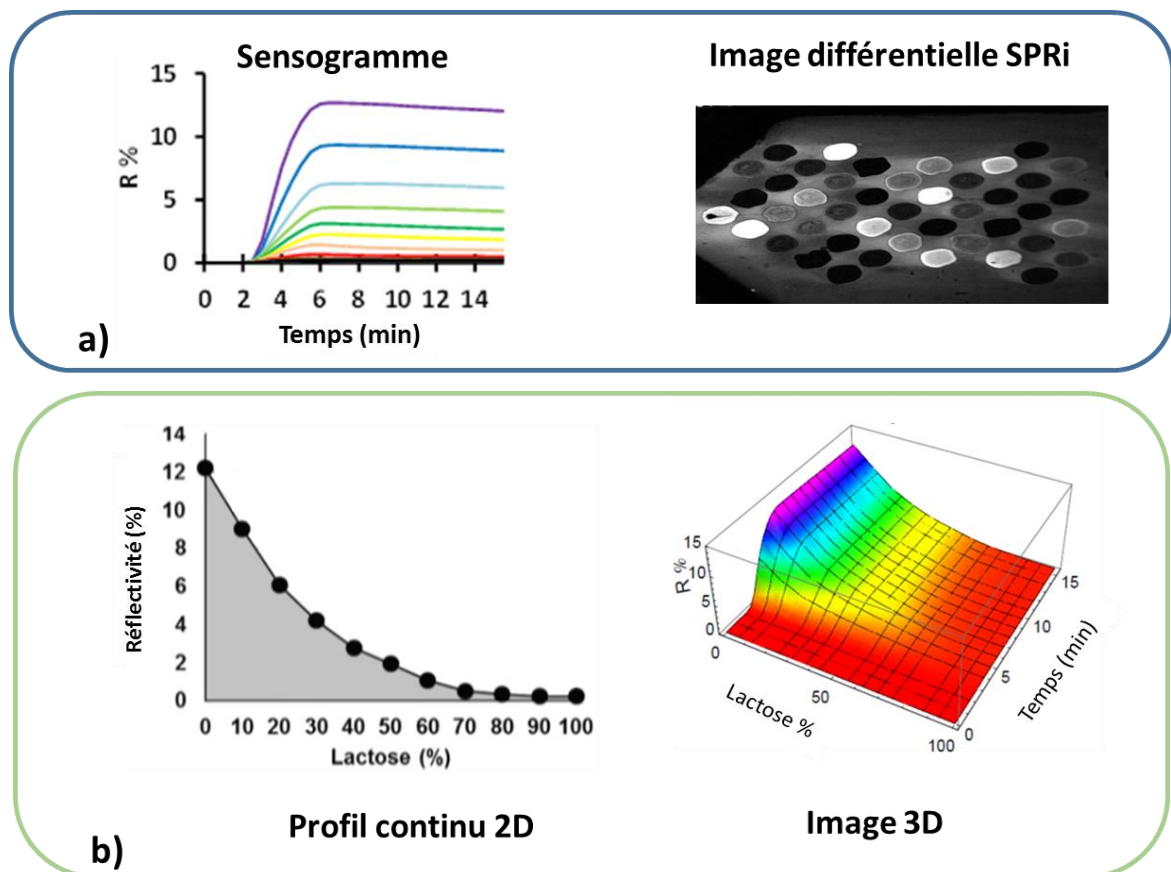 Sensogramme
Image différentielle SPRi
15
10
5
0
R %
0 2 4 6 8 10 12 14
Temps (min)
a)
14
12
10
8
6
4
2
0
Réflectivité (%)
0 10 20 30 40 50 60 70 80 90 100
Lactose (%)
Profil continu 2D
15
10
5
0
R %
0
50
100
Lactose %
0
5
10
15
Temps (min)
Image 3D
b)